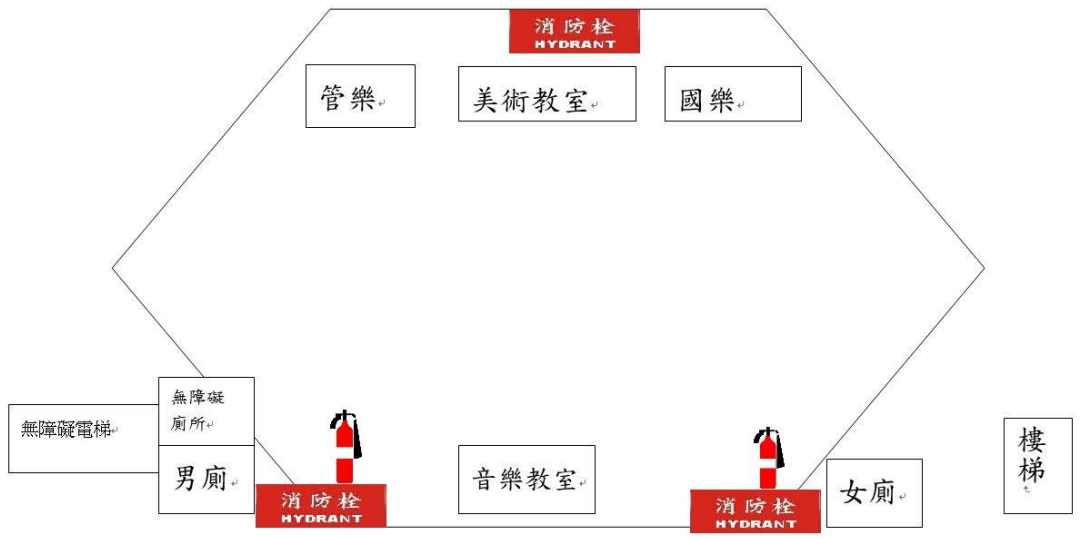 消防栓
HYDRANT
管樂
美術教室
國樂
無障礙
廁所
無障礙電梯
男廁
消防栓
HYDRANT
音樂教室
消防栓
HYDRANT
女廁
樓梯